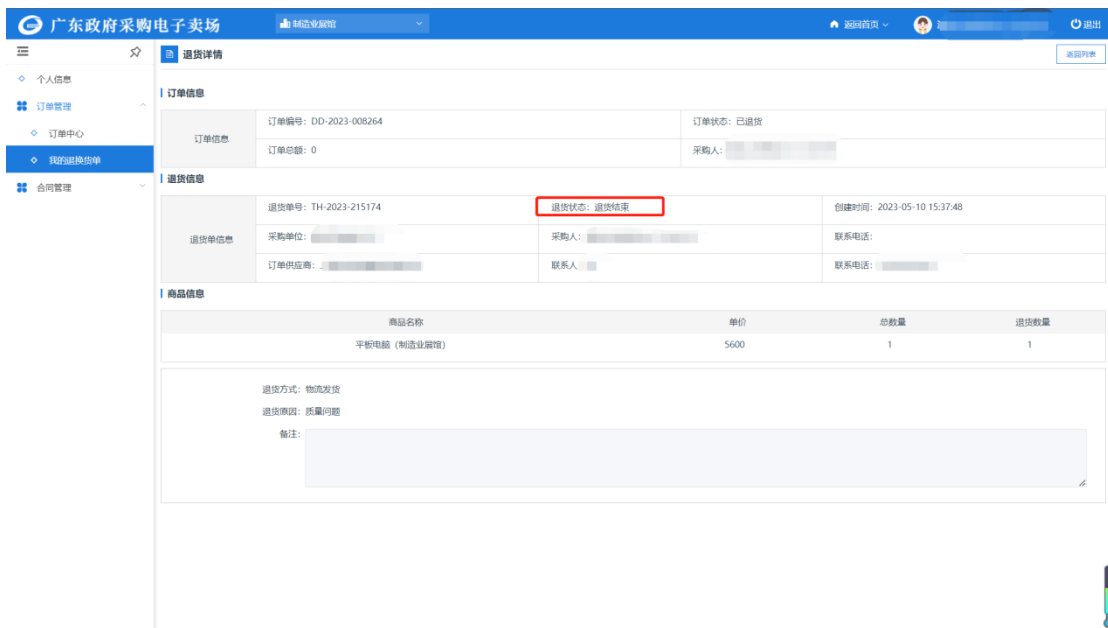 广东政府采购电子卖场
制造业展馆
返回首页
退出
退货详情
返回列表
个人信息
订单管理
订单中心
我的退换货单
合同管理
订单信息
订单信息
订单编号：DD-2023-008264
订单状态：已退货
订单总额：0
采购人：
退货信息
退货单信息
退货单号：TH-2023-215174
退货状态：退货结束
创建时间：2023-05-10 15:37:48
采购单位：
采购人：
联系电话：
订单供应商：
联系人
联系电话：
商品信息
商品名称 单价 总数量 退货数量
平板电脑（制造业展馆） 5600 1 1
退货方式：物流发货
退货原因：质量问题
备注：